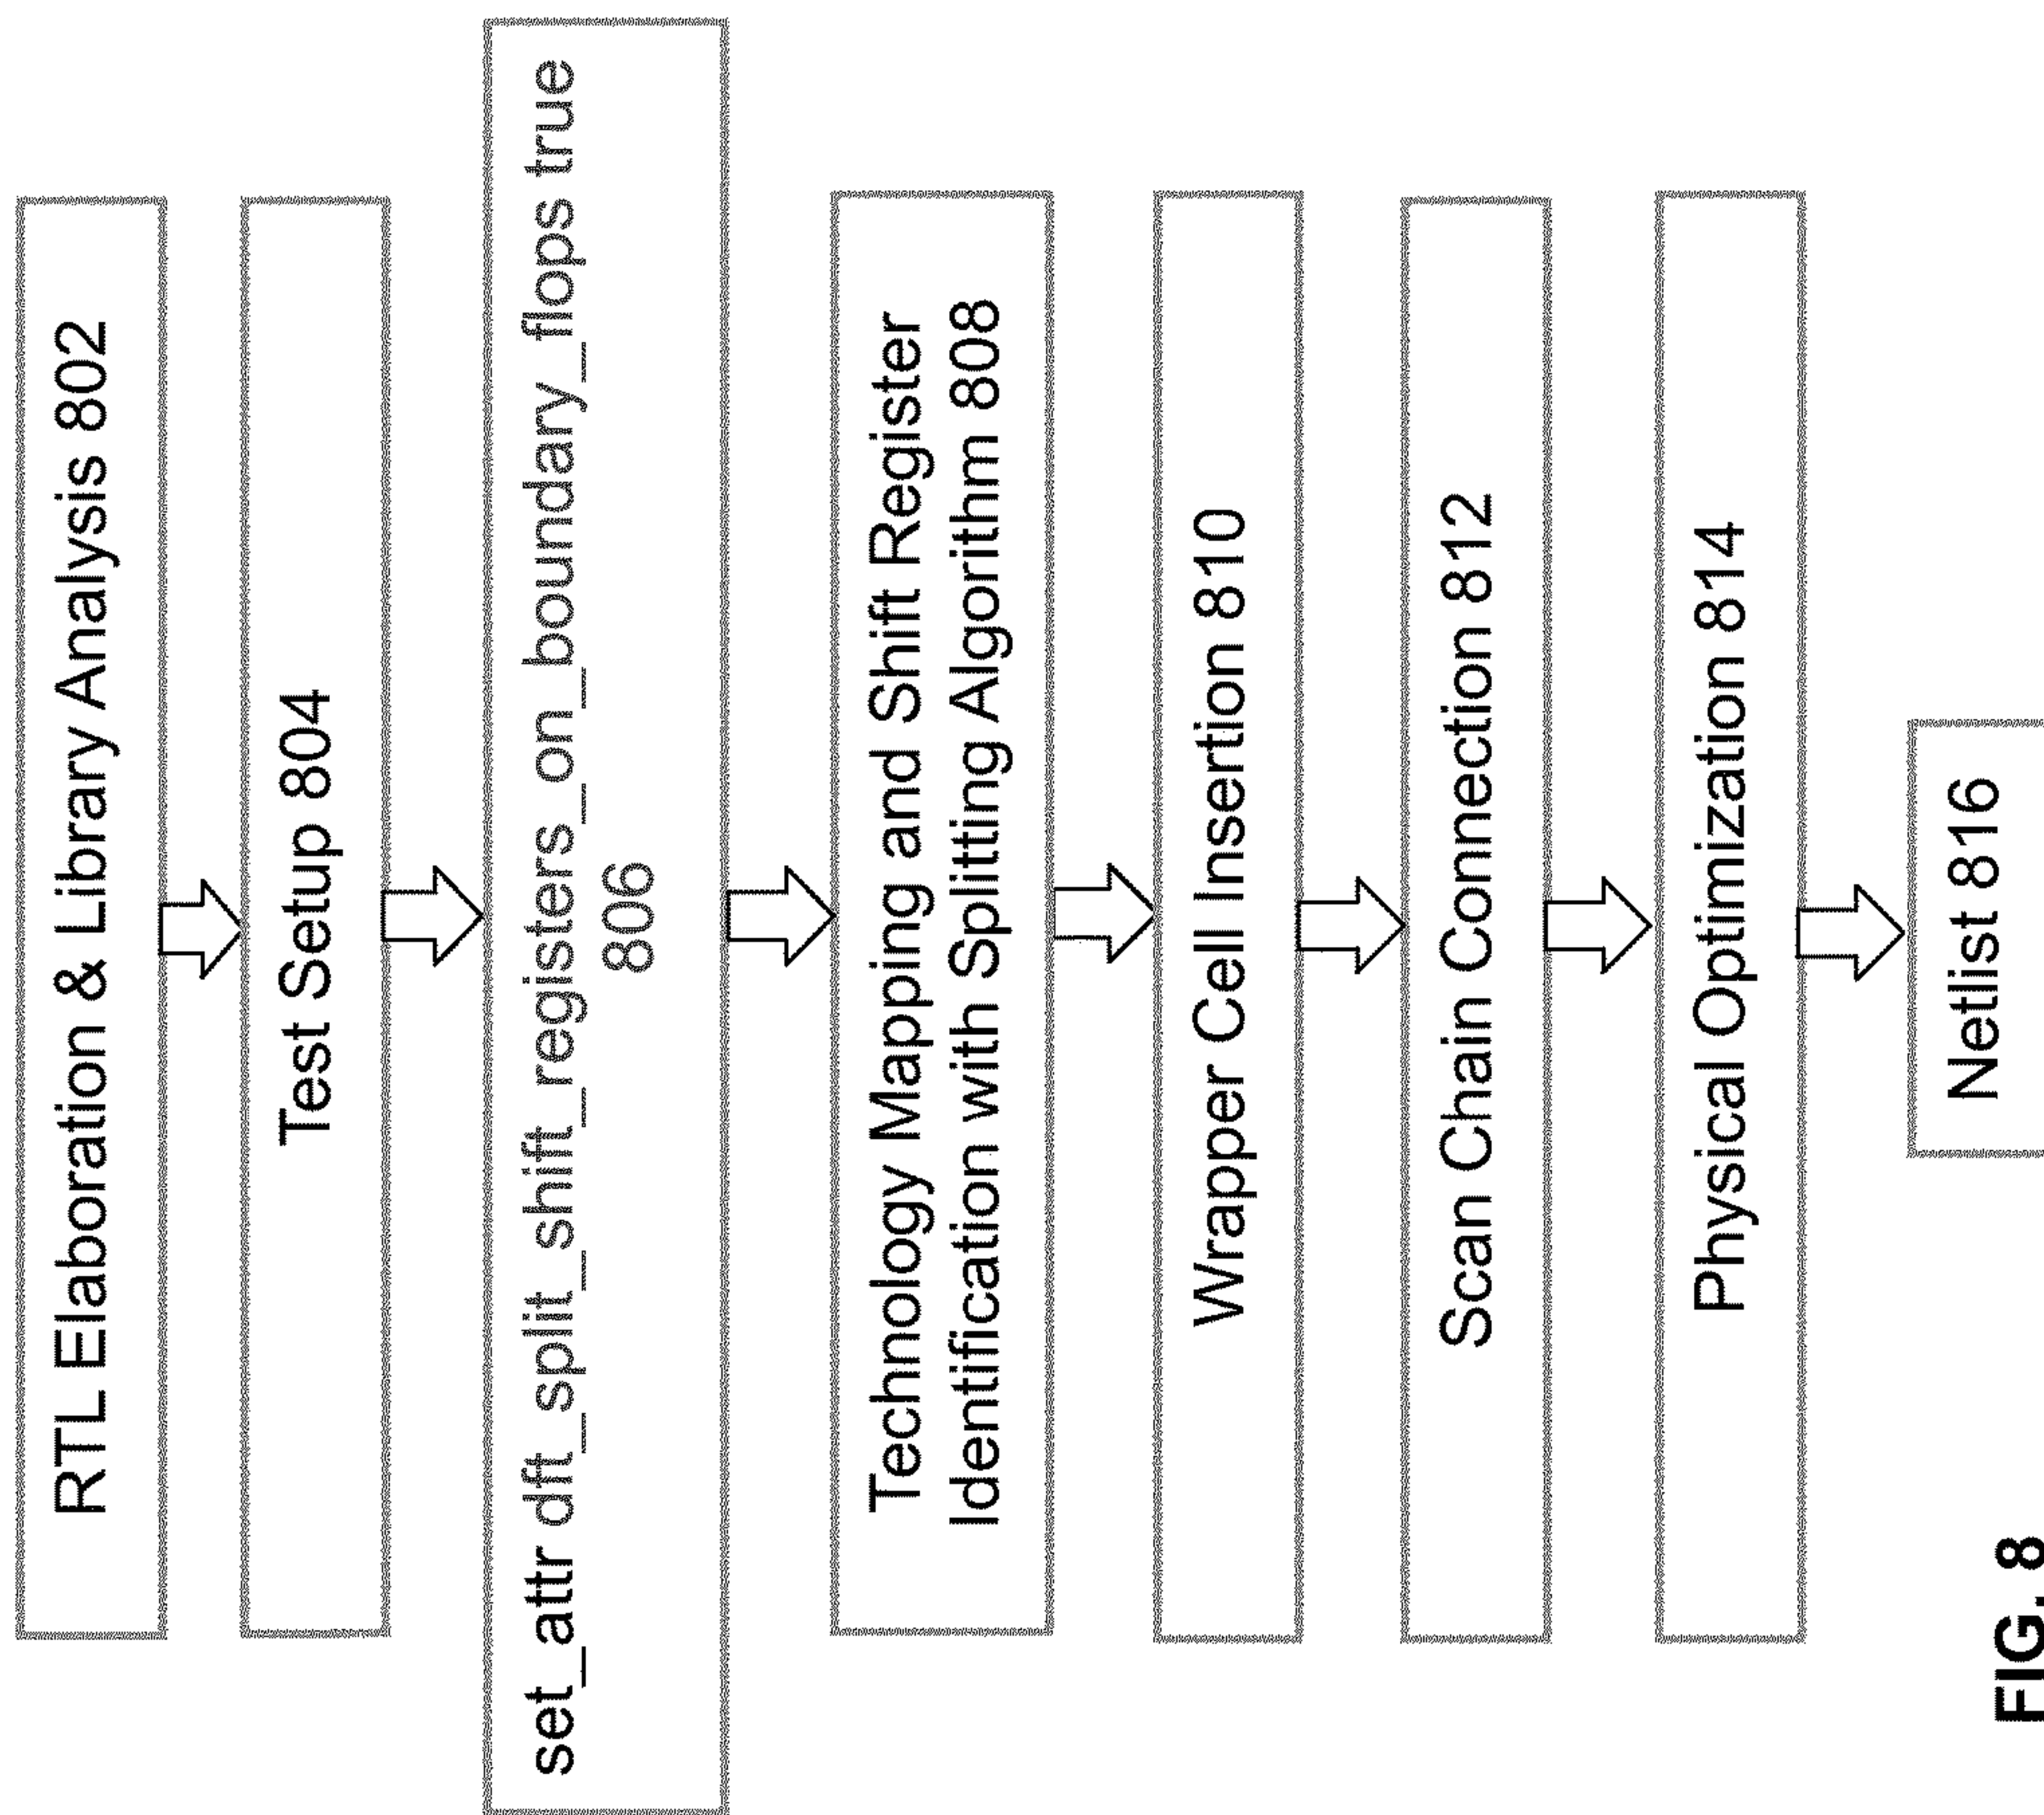 RTL Elaboration & Library Analysis 802
Test Setup 804
set_attr dft_split_shift_registers_on_boundary_flops true
806
Technology Mapping and Shift Register
Identification with Splitting Algorithm 808
Wrapper Cell Insertion 810
Scan Chain Connection 812
Physical Optimization 814
Netlist 816
FIG. 8